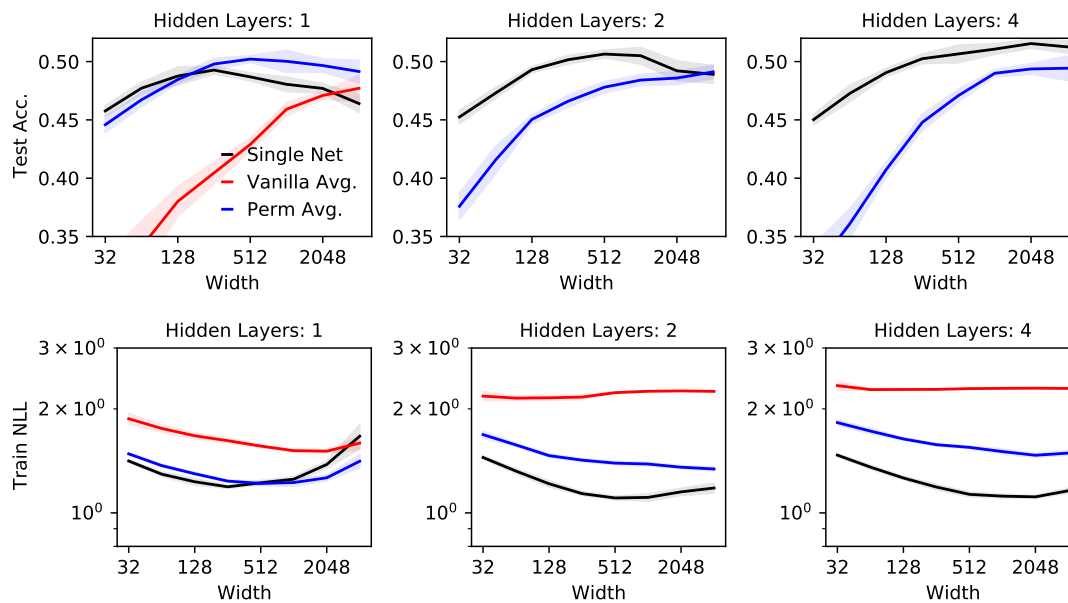 Hidden Layers: 1
Hidden Layers: 2
Hidden Layers: 4
Test Acc.
0.50
0.45
0.40
0.35
Single Net
Vanilla Avg.
Perm Avg.
32 128 512 2048
Width
0.50
0.45
0.40
0.35
32 128 512 2048
Width
0.50
0.45
0.40
0.35
32 128 512 2048
Width
Hidden Layers: 1
Hidden Layers: 2
Hidden Layers: 4
Train NLL
3 × 10⁰
2 × 10⁰
10⁰
32 128 512 2048
Width
3 × 10⁰
2 × 10⁰
10⁰
32 128 512 2048
Width
3 × 10⁰
2 × 10⁰
10⁰
32 128 512 2048
Width